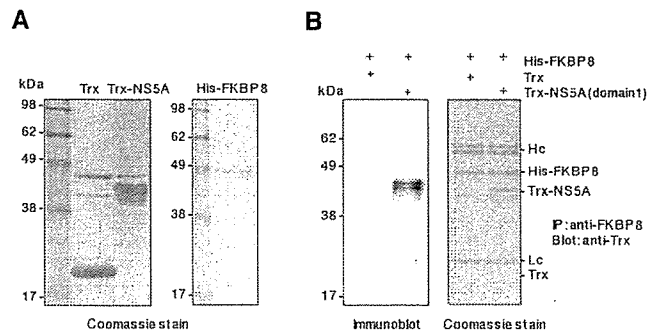 A
kDa
Trx Trx-NS5A
98
62
49
38
17
Coomassie stain
His-FKBP8
98
62
49
38
17
B
+ + + + His-FKBP8
+ + Trx
+ + Trx-NS5A(domain1)
kDa
62
49
38
17
Immunoblot
Coomassie stain
Hc
His-FKBP8
Trx-NS5A
IP:anti-FKBP8
Blot:anti-Trx
Lc
Trx